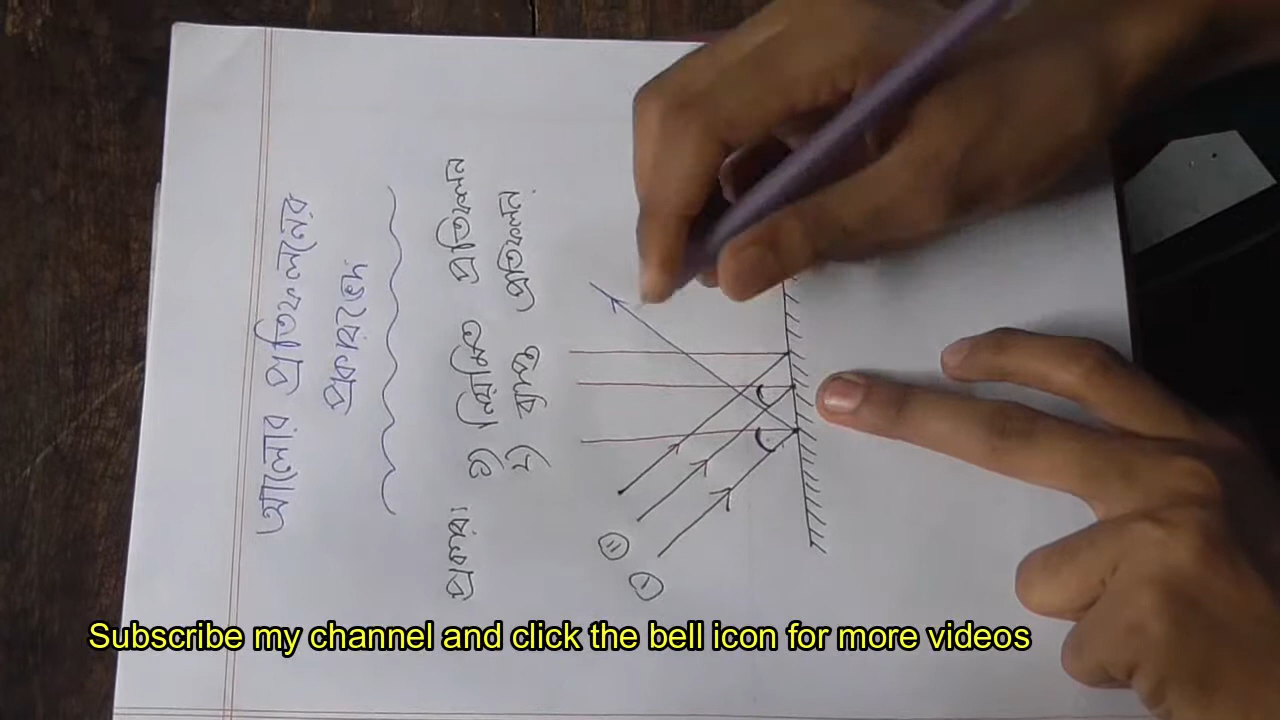 আলোর প্রতিফলনের
প্রকারভেদ
প্রকারঃ ১) নিয়মিত প্রতিফলন
২) ব্যাপ্ত প্রতিফলন
II
I
Subscribe my channel and click the bell icon for more videos